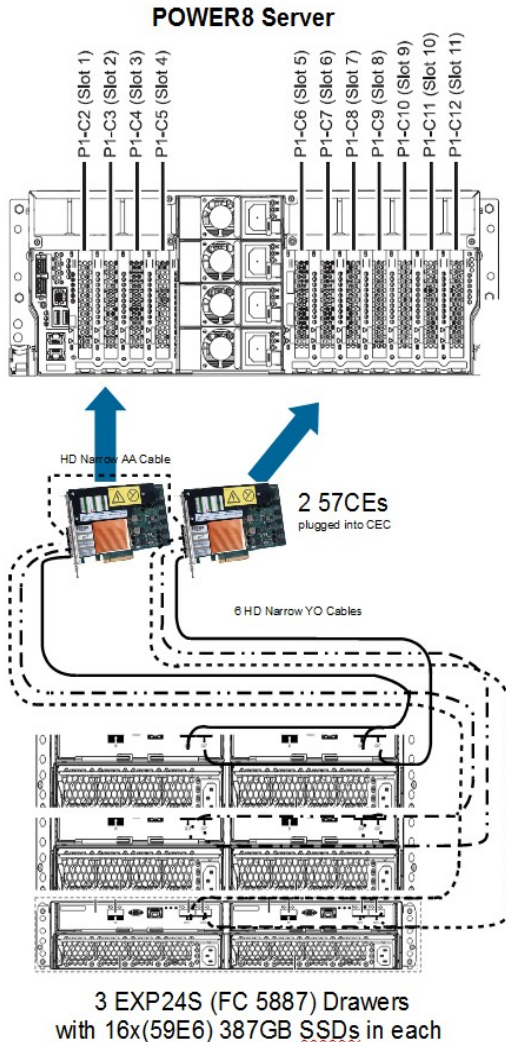 POWER8 Server
P1-C2 (Slot 1)
P1-C3 (Slot 2)
P1-C4 (Slot 3)
P1-C5 (Slot 4)
P1-C6 (Slot 5)
P1-C7 (Slot 6)
P1-C8 (Slot 7)
P1-C9 (Slot 8)
P1-C10 (Slot 9)
P1-C11 (Slot 10)
P1-C12 (Slot 11)
HD Narrow AA Cable
2 57CEs
plugged into CEC
6 HD Narrow YO Cables
3 EXP24S (FC 5887) Drawers
with 16x(59E6) 387GB SSDs in each